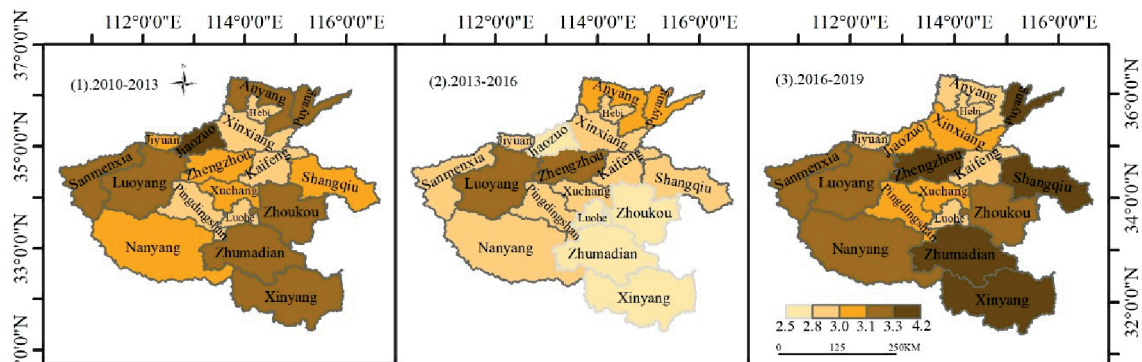 112°0'0"E 114°0'0"E 116°0'0"E 112°0'0"E 114°0'0"E 116°0'0"E 112°0'0"E 114°0'0"E 116°0'0"E
37°0'0"N
35°0'0"N
33°0'0"N
(1).2010-2013
N
Anyang
Hebi
Puyang
Jiyuan
Jiaozuo
Xinxiang
Sanmenxia
Luoyang
Zhengzhou
Kaifeng
Shangqiu
Pingdingshan
Xuchang
Luohe
Zhoukou
Nanyang
Zhumadian
Xinyang
(2).2013-2016
Anyang
Hebi
Puyang
Jiyuan
Jiaozuo
Xinxiang
Sanmenxia
Luoyang
Zhengzhou
Kaifeng
Shangqiu
Pingdingshan
Xuchang
Luohe
Zhoukou
Nanyang
Zhumadian
Xinyang
(3).2016-2019
Anyang
Hebi
Puyang
Jiyuan
Jiaozuo
Xinxiang
Sanmenxia
Luoyang
Zhengzhou
Kaifeng
Shangqiu
Pingdingshan
Xuchang
Luohe
Zhoukou
Nanyang
Zhumadian
Xinyang
2.5 2.8 3.0 3.1 3.3 4.2
0 125 250KM
36°0'0"N
34°0'0"N
32°0'0"N